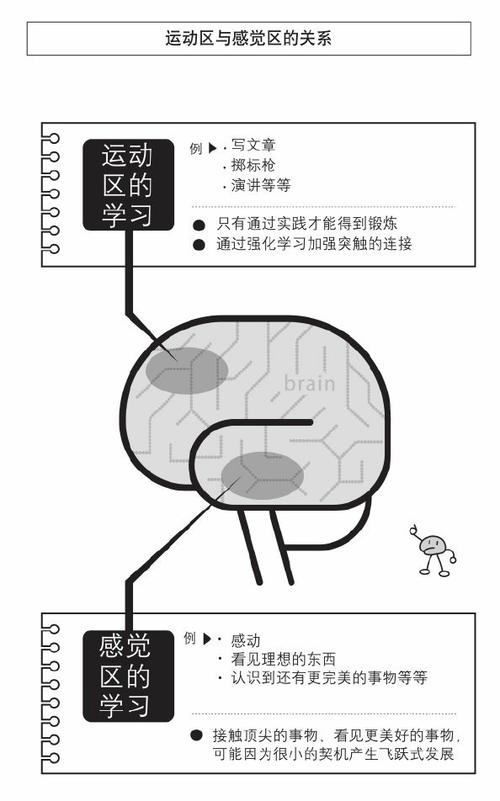 运动区与感觉区的关系
运动
区的
学习
例 ▶ · 写文章
· 掷标枪
· 演讲等等
● 只有通过实践才能得到锻炼
● 通过强化学习加强突触的连接
brain
感觉
区的
学习
例 ▶ · 感动
· 看见理想的东西
· 认识到还有更完美的事物等等
● 接触顶尖的事物、看见更美好的事物，
可能因为很小的契机产生飞跃式发展